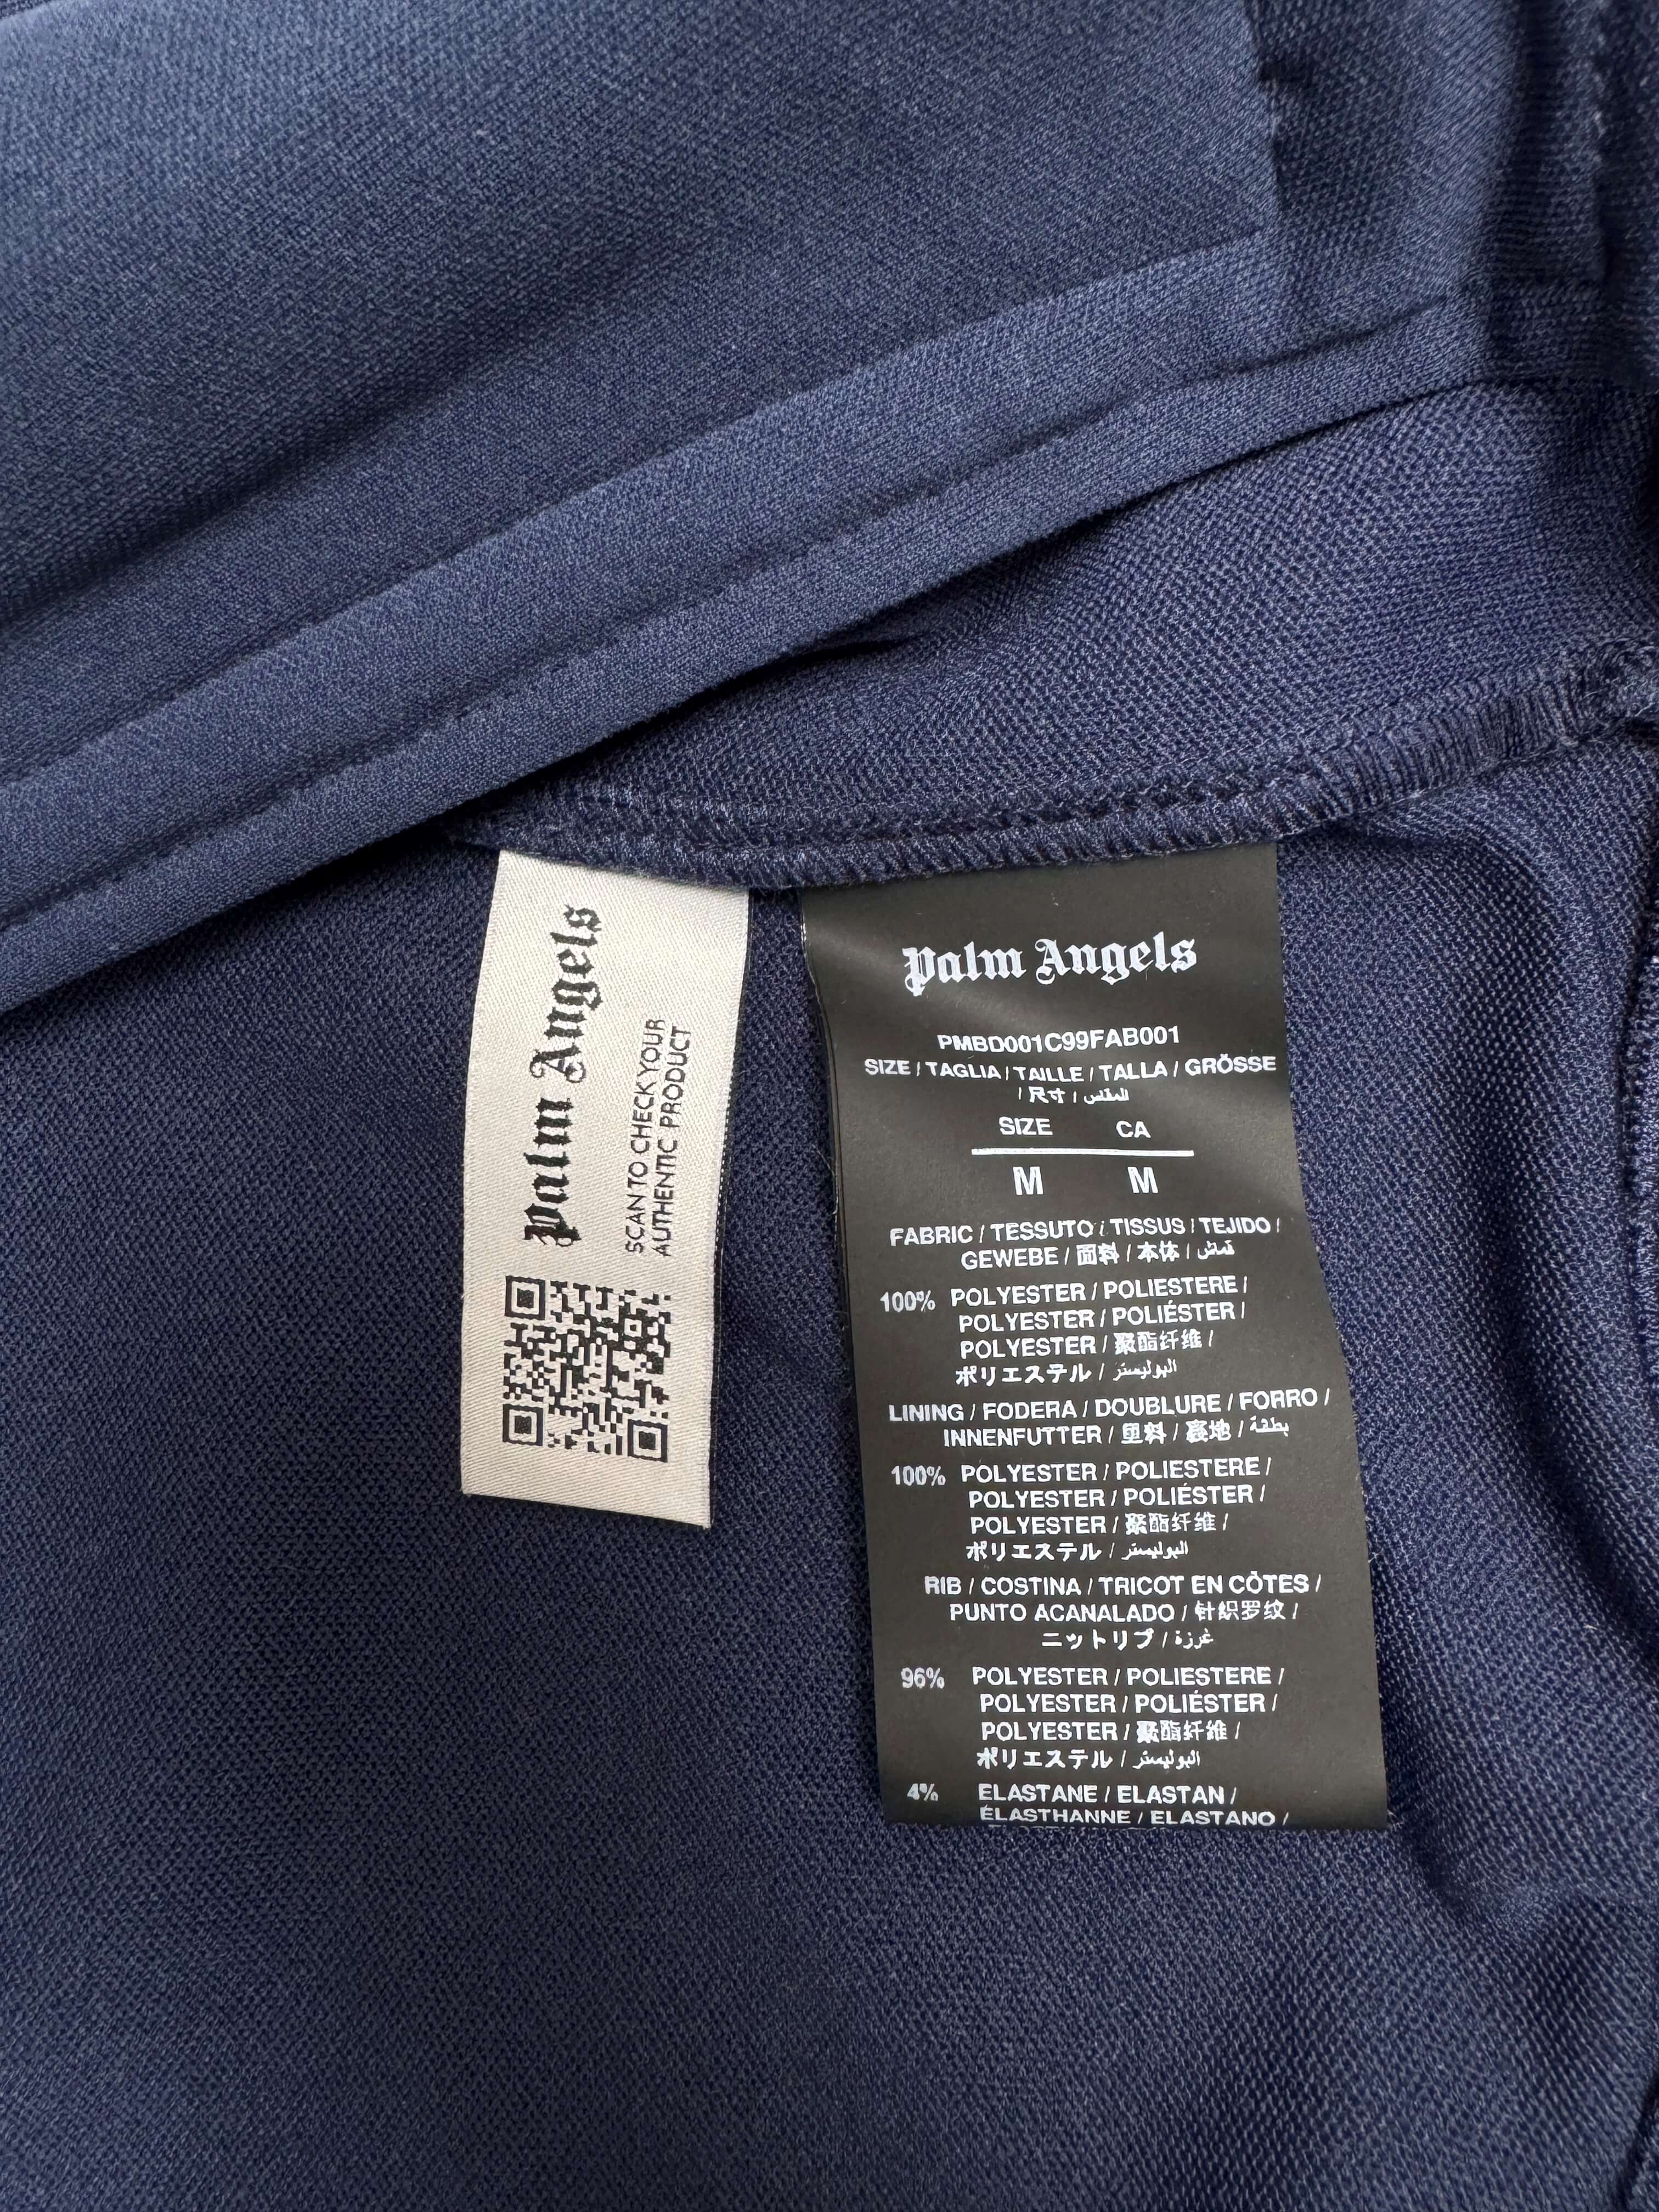 Palm Angels
SCAN TO CHECK YOUR
AUTHENTIC PRODUCT
Palm Angels
PMBD001C99FAB001
SIZE / TAGLIA / TAILLE / TALLA / GRÖSSE
/ 尺寸 / المقاس
SIZE CA
M M
FABRIC / TESSUTO / TISSUS / TEJIDO /
GEWEBE / 面料 / 本体 / قماش
100% POLYESTER / POLIESTERE /
POLYESTER / POLIÉSTER /
POLYESTER / 聚酯纤维 /
ポリエステル / البوليستر
LINING / FODERA / DOUBLURE / FORRO /
INNENFUTTER / 里料 / 裏地 / بطانة
100% POLYESTER / POLIESTERE /
POLYESTER / POLIÉSTER /
POLYESTER / 聚酯纤维 /
ポリエステル / البوليستر
RIB / COSTINA / TRICOT EN CÔTES /
PUNTO ACANALADO / 针织罗纹 /
ニットリブ / غرزة
96% POLYESTER / POLIESTERE /
POLYESTER / POLIÉSTER /
POLYESTER / 聚酯纤维 /
ポリエステル / البوليستر
4% ELASTANE / ELASTAN /
ÉLASTHANNE / ELASTANO /